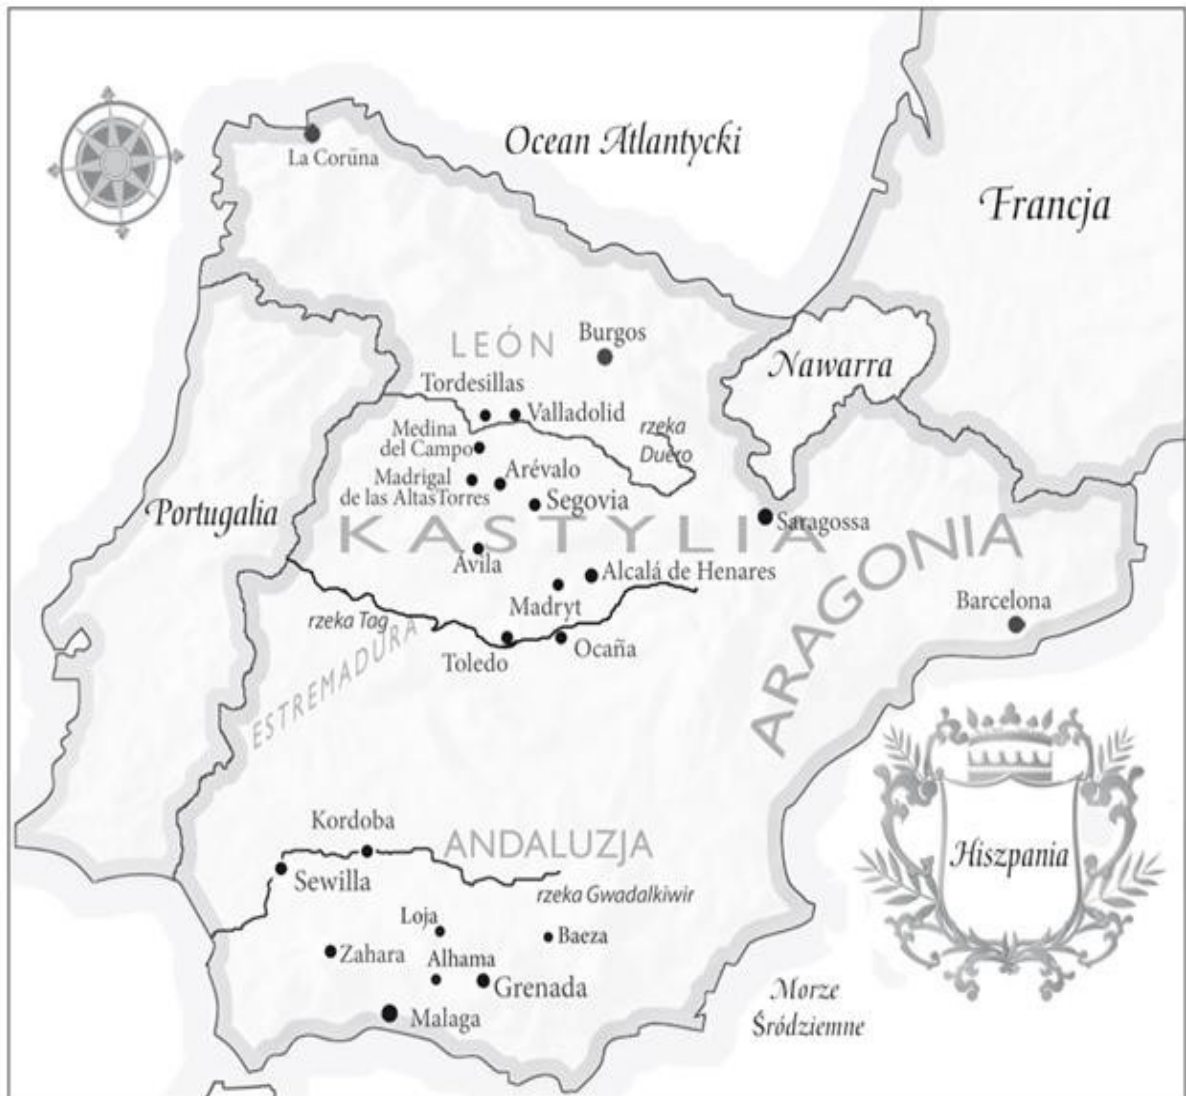 Ocean Atlantycki
La Coruña
Francja
Burgos
LEÓN
Nawarra
Tordesillas
Valladolid
Medina
del Campo
rzeka
Duero
Madrigal
de las AltasTorres
Arévalo
Segovia
Portugalia
KASTYLIA
Saragossa
ARAGONIA
Ávila
Alcalá de Henares
Madryt
Barcelona
rzeka Tag
ESTREMADURA
Toledo
Ocaña
Kordoba
ANDALUZJA
Hiszpania
Sewilla
rzeka Gwadalkiwir
Loja
Baeza
Zahara
Alhama
Grenada
Malaga
Morze
Śródziemne